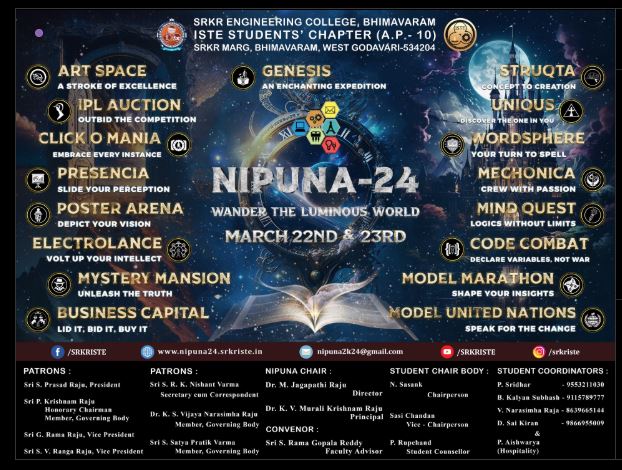 SRKR ENGINEERING COLLEGE, BHIMAVARAM
ISTE STUDENTS' CHAPTER (A.P.- 10)
SRKR MARG, BHIMAVARAM, WEST GODAVARI-534204
ART SPACE
A STROKE OF EXCELLENCE
IPL AUCTION
OUTBID THE COMPETITION
CLICK O MANIA
EMBRACE EVERY INSTANCE
PRESENCIA
SLIDE YOUR PERCEPTION
POSTER ARENA
DEPICT YOUR VISION
ELECTROLANCE
VOLT UP YOUR INTELLECT
MYSTERY MANSION
UNLEASH THE TRUTH
BUSINESS CAPITAL
LID IT, BID IT, BUY IT
GENESIS
AN ENCHANTING EXPEDITION
NIPUNA-24
WANDER THE LUMINOUS WORLD
MARCH 22ND & 23RD
STRUQTA
CONCEPT TO CREATION
UNIQUS
DISCOVER THE ONE IN YOU
WORDSPHERE
YOUR TURN TO SPELL
MECHONICA
CREW WITH PASSION
MIND QUEST
LOGICS WITHOUT LIMITS
CODE COMBAT
DECLARE VARIABLES, NOT WAR
MODEL MARATHON
SHAPE YOUR INSIGHTS
MODEL UNITED NATIONS
SPEAK FOR THE CHANGE
/SRKRISTE
www.nipuna24.srkriste.in
nipuna2k24@gmail.com
/SRKRISTE
/srkriste
PATRONS :
Sri S. Prasad Raju, President
Sri P. Krishnam Raju
Honorary Chairman
Member, Governing Body
Sri G. Rama Raju, Vice President
Sri S. V. Ranga Raju, Vice President
PATRONS :
Sri S. R. K. Nishant Varma
Secretary cum Correspondent
Dr. K. S. Vijaya Narasimha Raju
Member, Governing Body
Sri S. Satya Pratik Varma
Member, Governing Body
NIPUNA CHAIR :
Dr. M. Jagapathi Raju
Director
Dr. K. V. Murali Krishnam Raju
Principal
CONVENOR :
Sri S. Rama Gopala Reddy
Faculty Advisor
STUDENT CHAIR BODY :
N. Sasank
Chairperson
Sasi Chandan
Vice - Chairperson
P. Rupchand
Student Counsellor
STUDENT COORDINATORS :
P. Sridhar - 9553211030
B. Kalyan Subhash - 9115789777
V. Narasimha Raja - 8639665144
D. Sai Kiran - 9866955009
&
P. Aishwarya
(Hospitality)